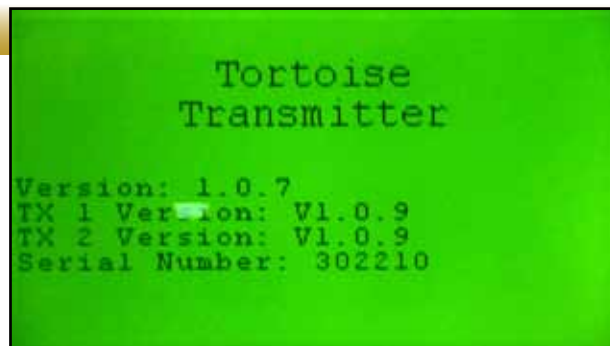 Tortoise
Transmitter
Version: 1.0.7
TX 1 Version: V1.0.9
TX 2 Version: V1.0.9
Serial Number: 302210